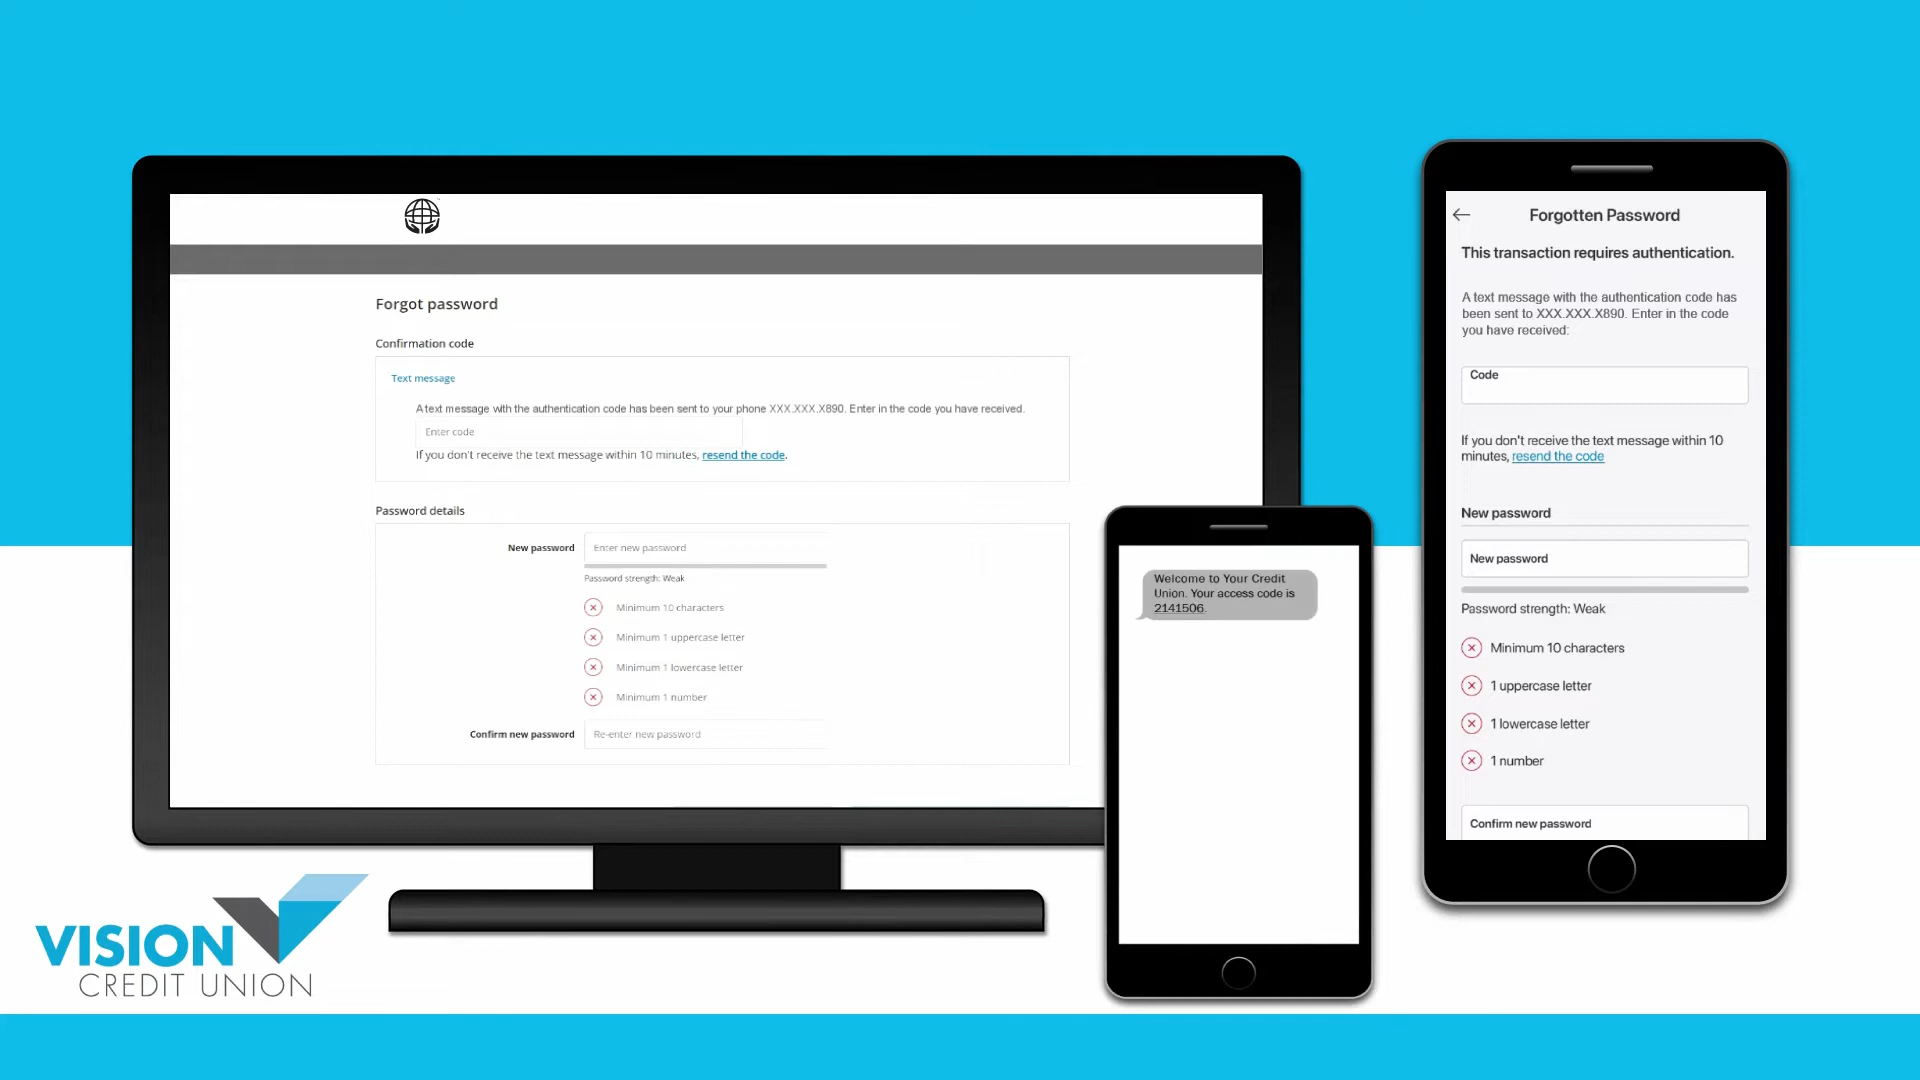 Forgot password
Confirmation code
Text message
A text message with the authentication code has been sent to your phone XXX.XXX.X890. Enter in the code you have received.
Enter code
If you don't receive the text message within 10 minutes, resend the code.
Password details
New password
Enter new password
Password strength: Weak
Minimum 10 characters
Minimum 1 uppercase letter
Minimum 1 lowercase letter
Minimum 1 number
Confirm new password
Re-enter new password
Welcome to Your Credit
Union. Your access code is
2141506.
Forgotten Password
This transaction requires authentication.
A text message with the authentication code has
been sent to XXX.XXX.X890. Enter in the code
you have received:
Code
If you don't receive the text message within 10
minutes, resend the code
New password
New password
Password strength: Weak
Minimum 10 characters
1 uppercase letter
1 lowercase letter
1 number
Confirm new password
VISION
CREDIT UNION